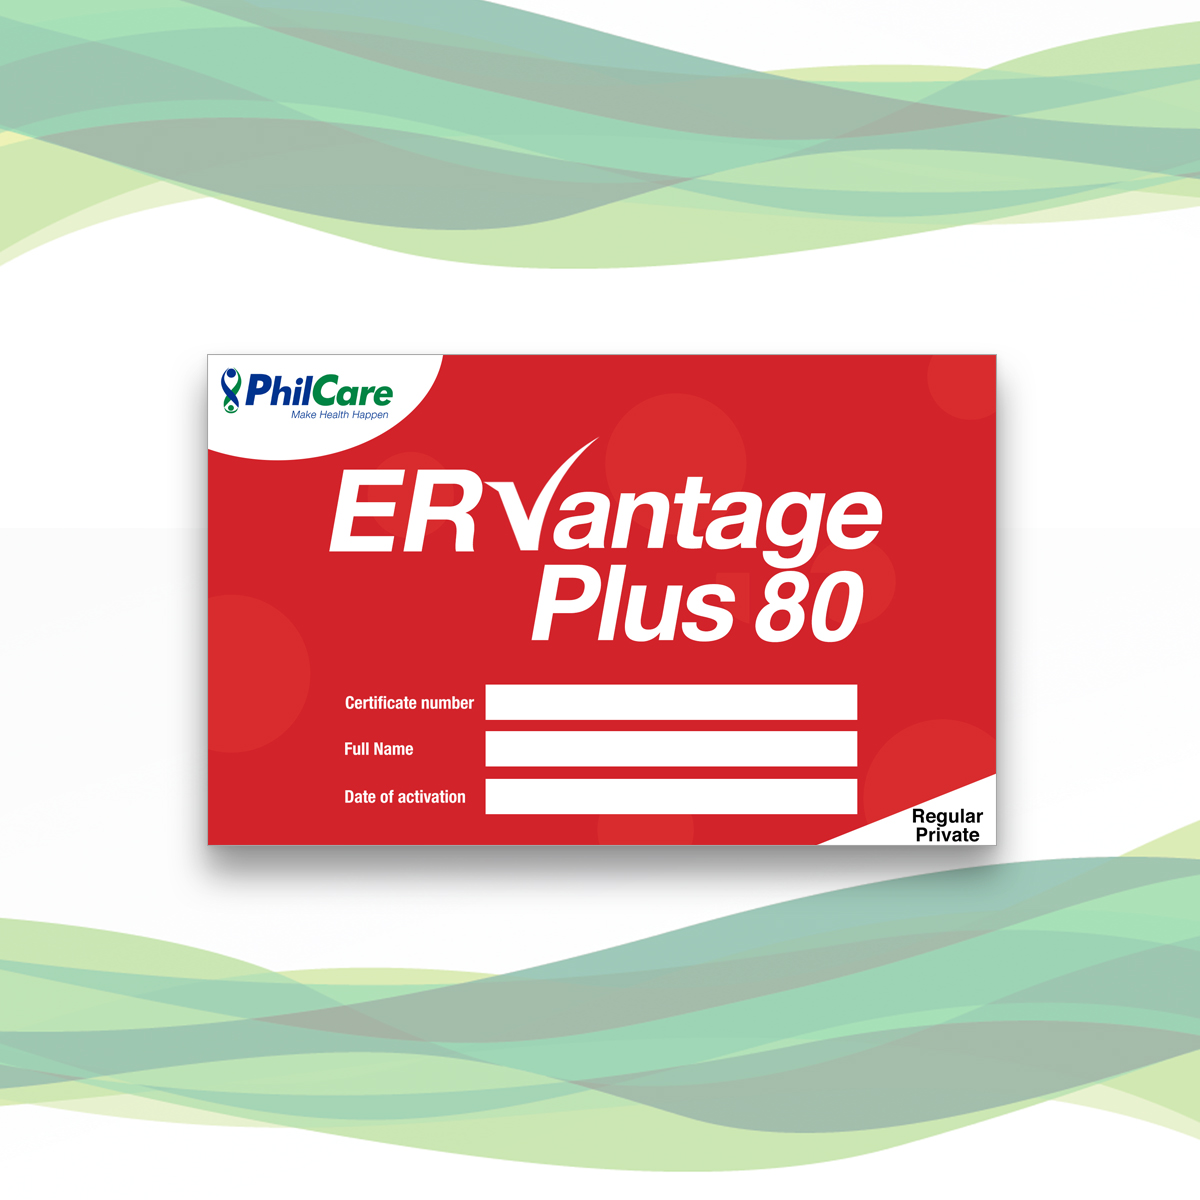 PhilCare
Make Health Happen
ERVantage
Plus 80
Certificate number
Full Name
Date of activation
Regular
Private